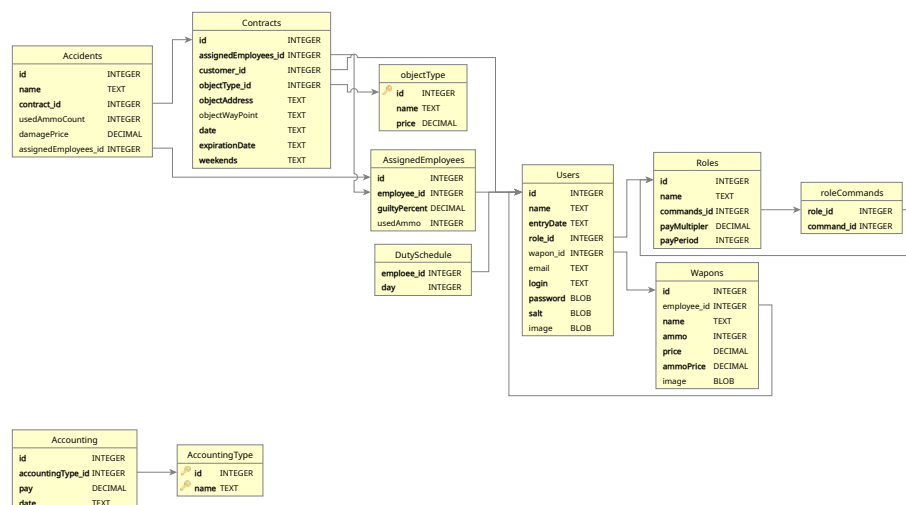 Contracts
id INTEGER
assignedEmployees_id INTEGER
customer_id INTEGER
objectType_id INTEGER
objectAddress TEXT
objectWayPoint TEXT
date TEXT
expirationDate TEXT
weekends TEXT
Accidents
id INTEGER
name TEXT
contract_id INTEGER
usedAmmoCount INTEGER
damagePrice DECIMAL
assignedEmployees_id INTEGER
objectType
id INTEGER
name TEXT
price DECIMAL
AssignedEmployees
id INTEGER
employee_id INTEGER
guiltyPercent DECIMAL
usedAmmo INTEGER
DutySchedule
emploee_id INTEGER
day INTEGER
Users
id INTEGER
name TEXT
entryDate TEXT
role_id INTEGER
wapon_id INTEGER
email TEXT
login TEXT
password BLOB
salt BLOB
image BLOB
Roles
id INTEGER
name TEXT
commands_id INTEGER
payMultipler DECIMAL
payPeriod INTEGER
roleCommands
role_id INTEGER
command_id INTEGER
Wapons
id INTEGER
employee_id INTEGER
name TEXT
ammo INTEGER
price DECIMAL
ammoPrice DECIMAL
image BLOB
Accounting
id INTEGER
accountingType_id INTEGER
pay DECIMAL
date TEXT
AccountingType
id INTEGER
name TEXT